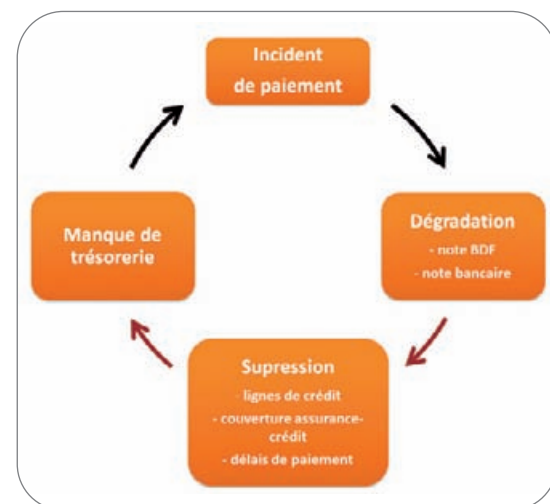 Incident
de paiement
Dégradation
- note BDF
- note bancaire
Supression
- lignes de crédit
- couverture assurance-
crédit
- délais de paiement
Manque de
trésorerie